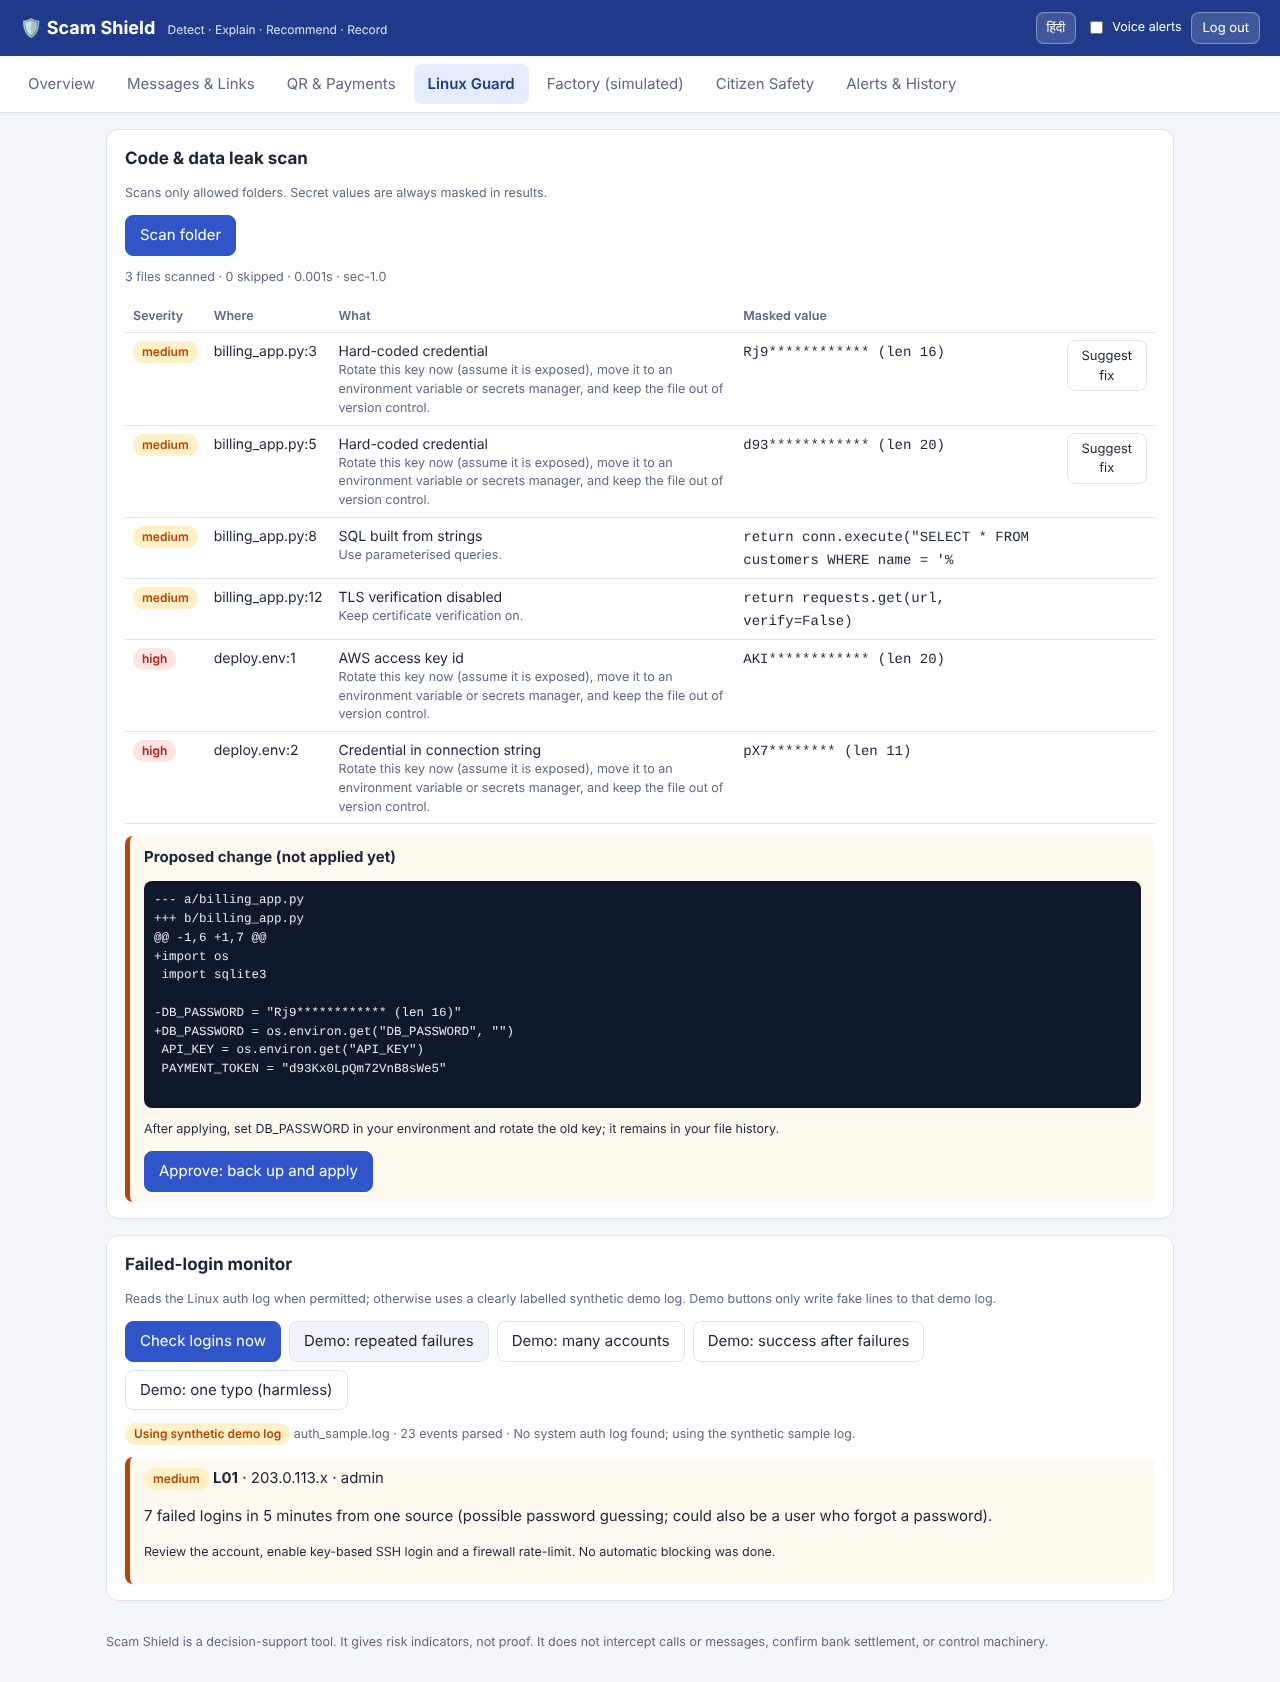 Scam Shield Detect · Explain · Recommend · Record
हिंदी Voice alerts Log out
Overview Messages & Links QR & Payments Linux Guard Factory (simulated) Citizen Safety Alerts & History
Code & data leak scan
Scans only allowed folders. Secret values are always masked in results.
Scan folder
3 files scanned · 0 skipped · 0.001s · sec-1.0
Severity Where What Masked value
medium billing_app.py:3 Hard-coded credential Rj9************ (len 16) Suggest fix
Rotate this key now (assume it is exposed), move it to an
environment variable or secrets manager, and keep the file out of
version control.
medium billing_app.py:5 Hard-coded credential d93************ (len 20) Suggest fix
Rotate this key now (assume it is exposed), move it to an
environment variable or secrets manager, and keep the file out of
version control.
medium billing_app.py:8 SQL built from strings return conn.execute("SELECT * FROM
Use parameterised queries. customers WHERE name = '%
medium billing_app.py:12 TLS verification disabled return requests.get(url,
Keep certificate verification on. verify=False)
high deploy.env:1 AWS access key id AKI************ (len 20)
Rotate this key now (assume it is exposed), move it to an
environment variable or secrets manager, and keep the file out of
version control.
high deploy.env:2 Credential in connection string pX7******** (len 11)
Rotate this key now (assume it is exposed), move it to an
environment variable or secrets manager, and keep the file out of
version control.
Proposed change (not applied yet)
--- a/billing_app.py
+++ b/billing_app.py
@@ -1,6 +1,7 @@
+import os
 import sqlite3
-DB_PASSWORD = "Rj9************ (len 16)"
+DB_PASSWORD = os.environ.get("DB_PASSWORD", "")
 API_KEY = os.environ.get("API_KEY")
 PAYMENT_TOKEN = "d93Kx0LpQm72VnB8sWe5"
After applying, set DB_PASSWORD in your environment and rotate the old key; it remains in your file history.
Approve: back up and apply
Failed-login monitor
Reads the Linux auth log when permitted; otherwise uses a clearly labelled synthetic demo log. Demo buttons only write fake lines to that demo log.
Check logins now Demo: repeated failures Demo: many accounts Demo: success after failures
Demo: one typo (harmless)
Using synthetic demo log auth_sample.log · 23 events parsed · No system auth log found; using the synthetic sample log.
medium L01 · 203.0.113.x · admin
7 failed logins in 5 minutes from one source (possible password guessing; could also be a user who forgot a password).
Review the account, enable key-based SSH login and a firewall rate-limit. No automatic blocking was done.
Scam Shield is a decision-support tool. It gives risk indicators, not proof. It does not intercept calls or messages, confirm bank settlement, or control machinery.